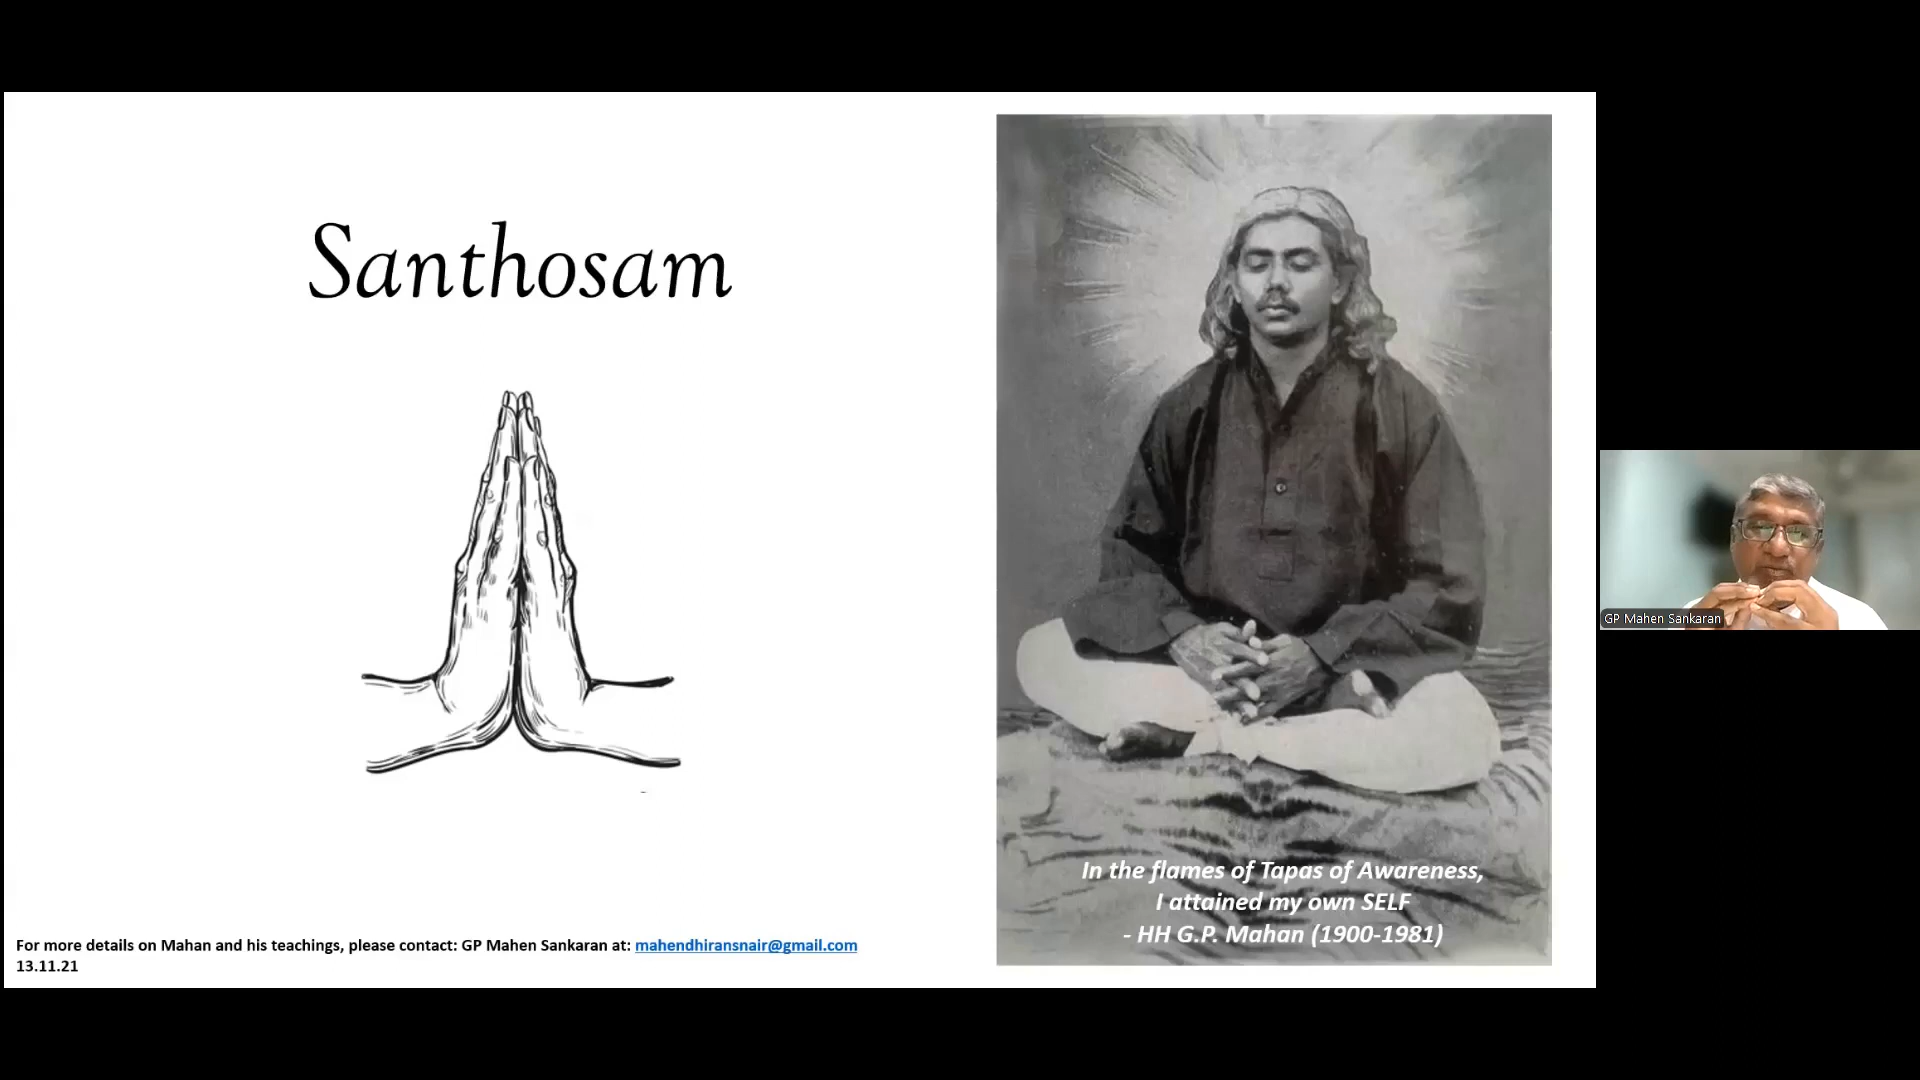 Santhosam
In the flames of Tapas of Awareness,
I attained my own SELF
- HH G.P. Mahan (1900-1981)
For more details on Mahan and his teachings, please contact: GP Mahen Sankaran at: mahendhiransnair@gmail.com
13.11.21
GP Mahen Sankaran